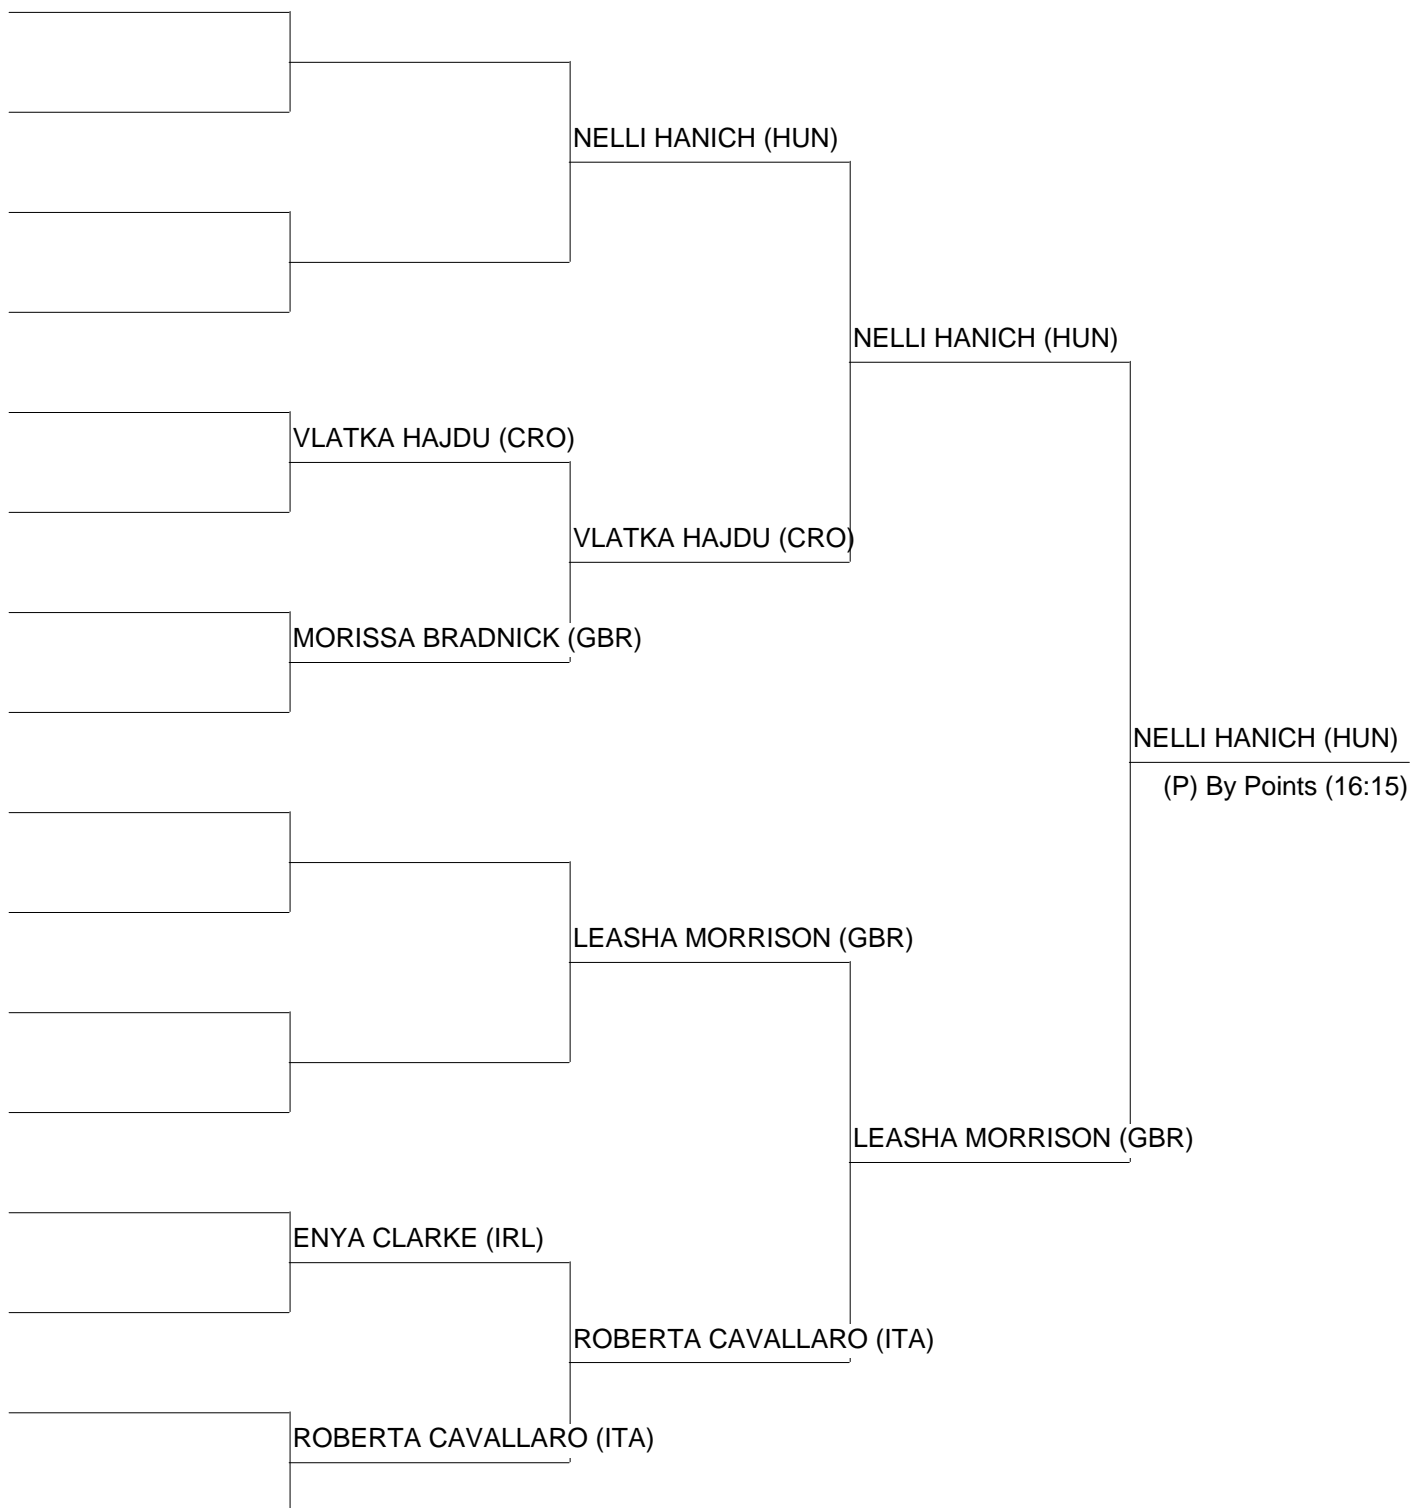 NELLI HANICH (HUN)
NELLI HANICH (HUN)
VLATKA HAJDU (CRO)
VLATKA HAJDU (CRO)
MORISSA BRADNICK (GBR)
NELLI HANICH (HUN)
(P) By Points (16:15)
LEASHA MORRISON (GBR)
LEASHA MORRISON (GBR)
ENYA CLARKE (IRL)
ROBERTA CAVALLARO (ITA)
ROBERTA CAVALLARO (ITA)